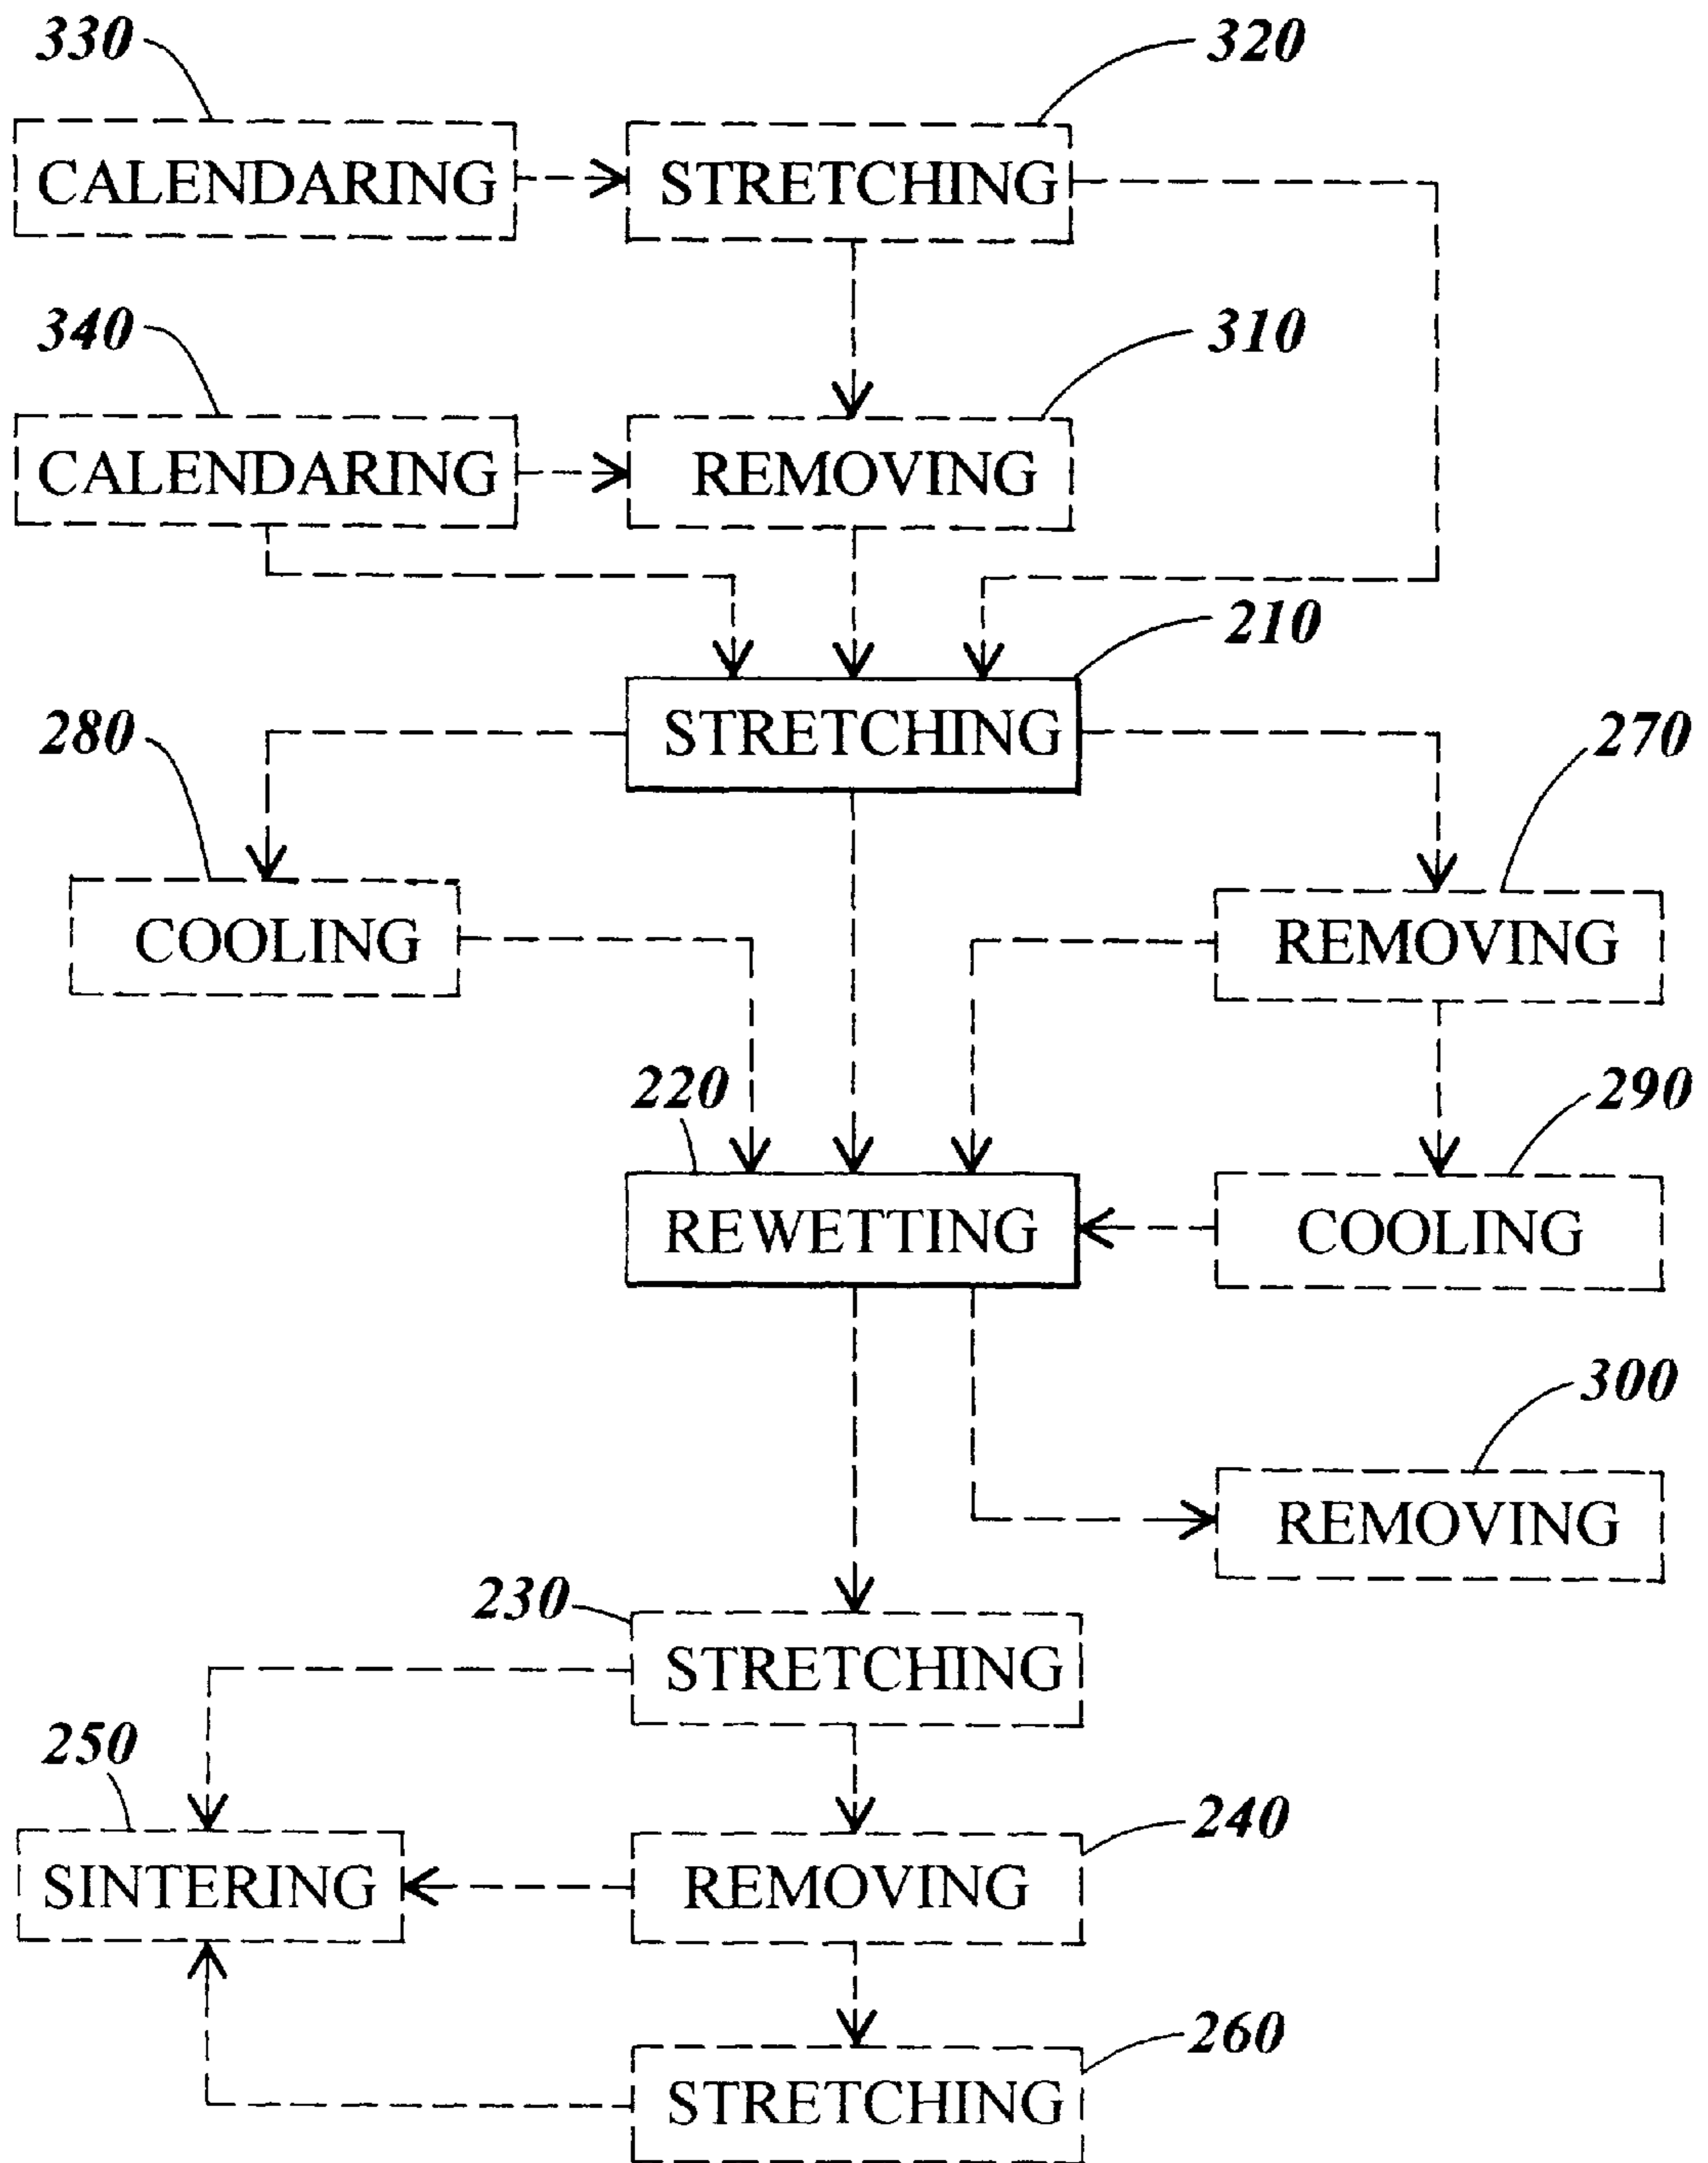 330
320
CALENDARING
STRETCHING
340
310
CALENDARING
REMOVING
210
STRETCHING
280
270
COOLING
REMOVING
220
290
REWETTING
COOLING
300
REMOVING
230
STRETCHING
250
240
SINTERING
REMOVING
260
STRETCHING